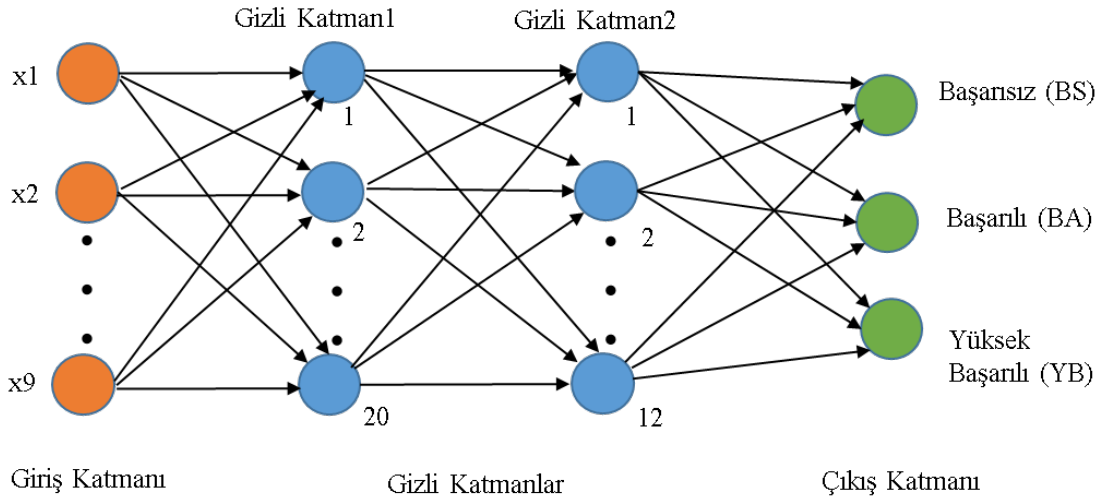 Gizli Katman1
Gizli Katman2
x1
1
1
Başarısız (BS)
x2
2
2
Başarılı (BA)
x9
20
12
Yüksek
Başarılı (YB)
Giriş Katmanı
Gizli Katmanlar
Çıkış Katmanı